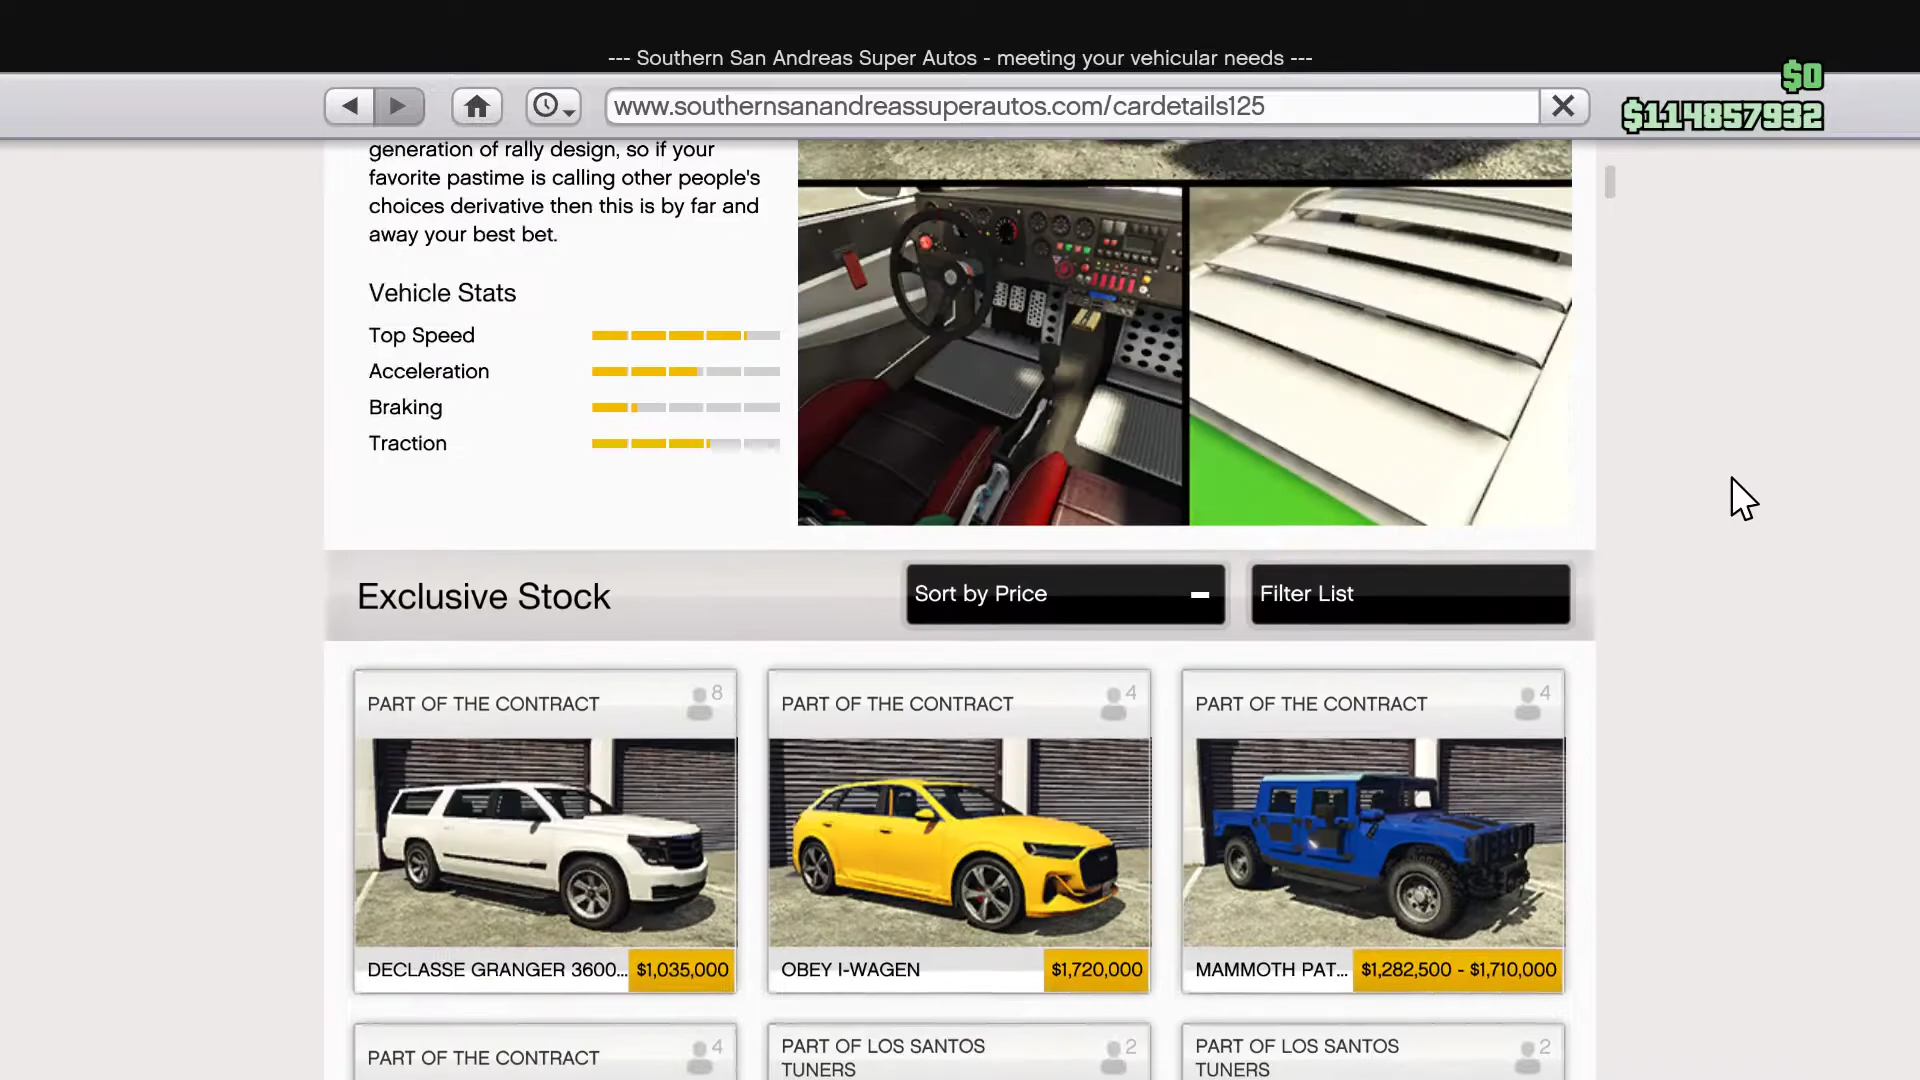 --- Southern San Andreas Super Autos - meeting your vehicular needs ---
$0
www.southernsanandreassuperautos.com/cardetails125
$114857932
generation of rally design, so if your
favorite pastime is calling other people's
choices derivative then this is by far and
away your best bet.
Vehicle Stats
Top Speed
Acceleration
Braking
Traction
Exclusive Stock
Sort by Price
Filter List
PART OF THE CONTRACT
8
PART OF THE CONTRACT
4
PART OF THE CONTRACT
4
DECLASSE GRANGER 3600...
$1,035,000
OBEY I-WAGEN
$1,720,000
MAMMOTH PAT...
$1,282,500 - $1,710,000
PART OF THE CONTRACT
4
PART OF LOS SANTOS
TUNERS
2
PART OF LOS SANTOS
TUNERS
2